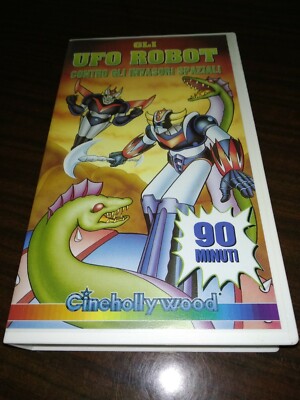 GLI
UFO ROBOT
CONTRO GLI INVASORI SPAZIALI
90
MINUTI
Cinehollywood